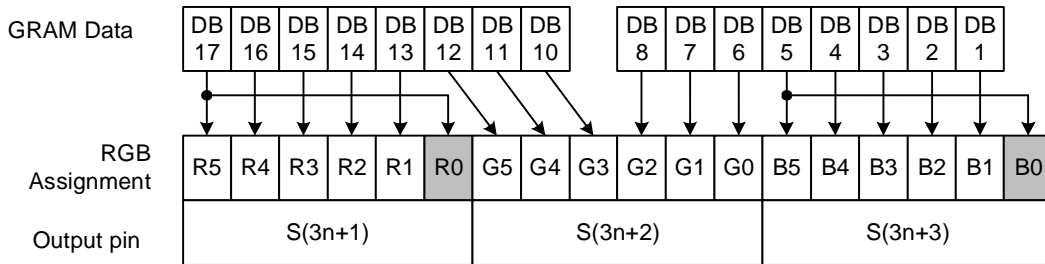 GRAM Data DB 17 DB 16 DB 15 DB 14 DB 13 DB 12 DB 11 DB 10 DB 8 DB 7 DB 6 DB 5 DB 4 DB 3 DB 2 DB 1
RGB Assignment R5 R4 R3 R2 R1 R0 G5 G4 G3 G2 G1 G0 B5 B4 B3 B2 B1 B0
Output pin S(3n+1) S(3n+2) S(3n+3)